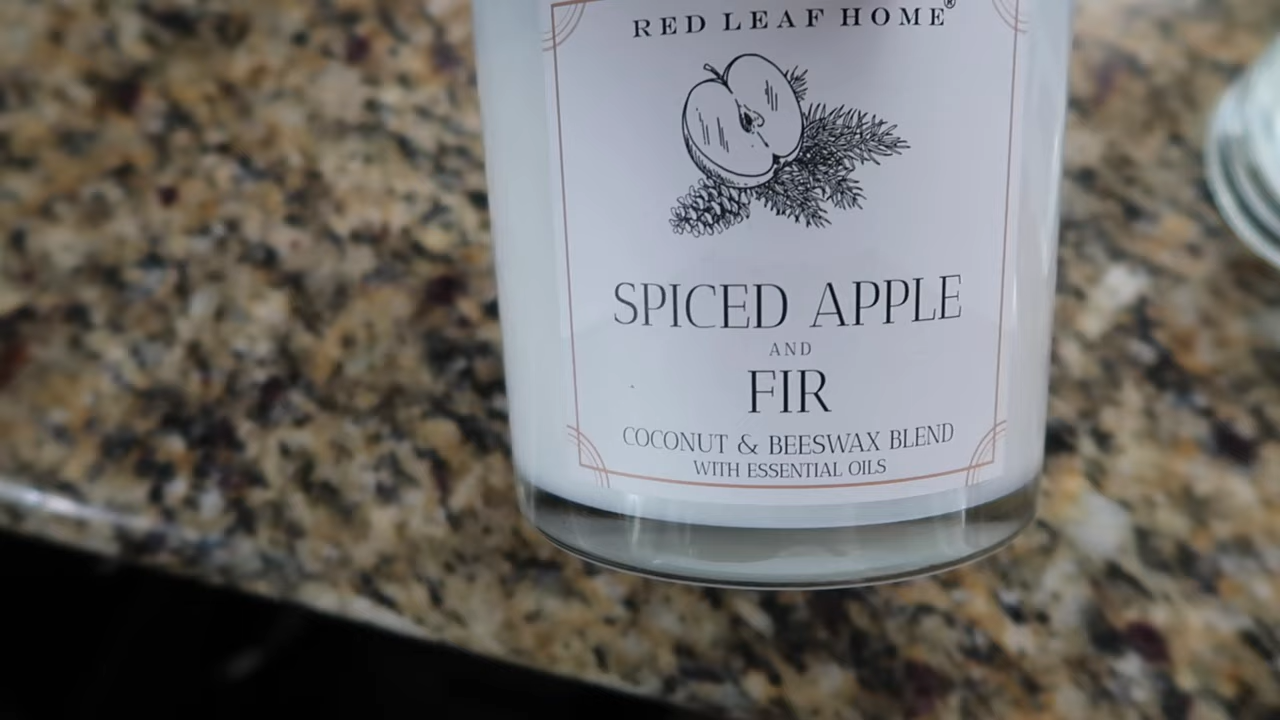 RED LEAF HOME®
SPICED APPLE
AND
FIR
COCONUT & BEESWAX BLEND
WITH ESSENTIAL OILS